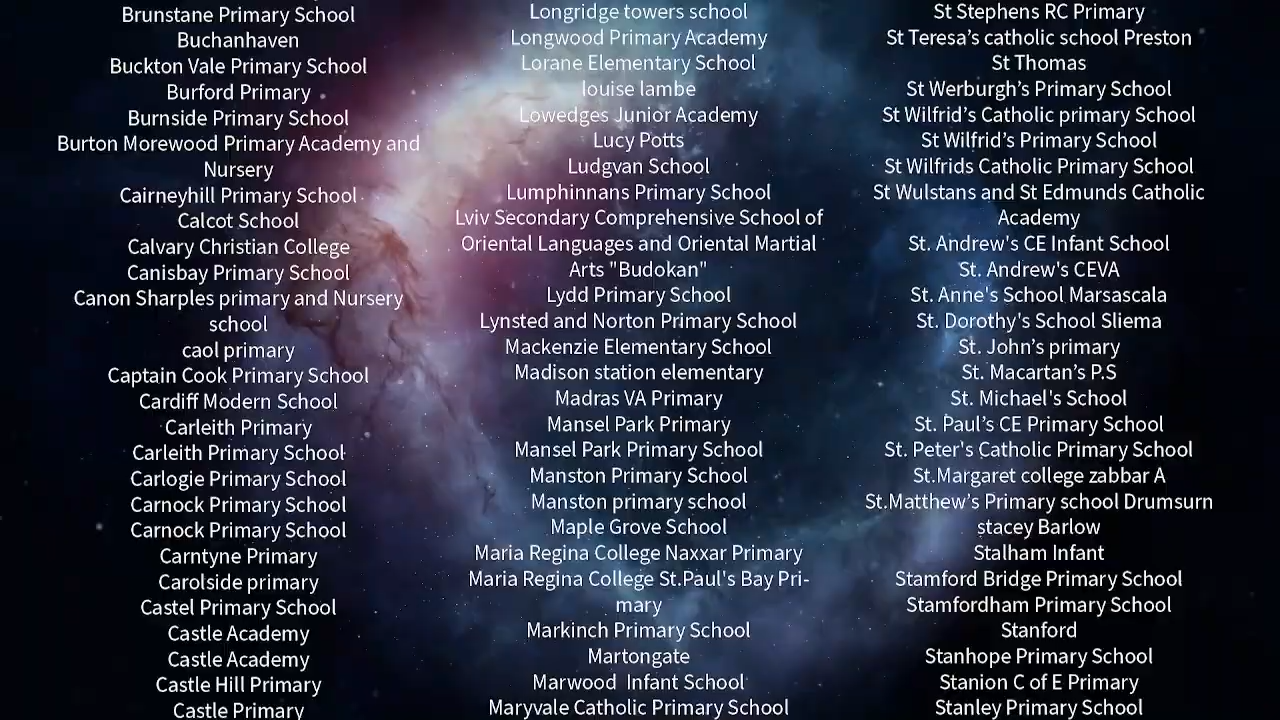 Brunstane Primary School
Buchanhaven
Buckton Vale Primary School
Burford Primary
Burnside Primary School
Burton Morewood Primary Academy and
Nursery
Cairneyhill Primary School
Calcot School
Calvary Christian College
Canisbay Primary School
Canon Sharples primary and Nursery
school
caol primary
Captain Cook Primary School
Cardiff Modern School
Carleith Primary
Carleith Primary School
Carlogie Primary School
Carnock Primary School
Carnock Primary School
Carntyne Primary
Carolside primary
Castel Primary School
Castle Academy
Castle Academy
Castle Hill Primary
Castle Primary
Longridge towers school
Longwood Primary Academy
Lorane Elementary School
louise lambe
Lowedges Junior Academy
Lucy Potts
Ludgvan School
Lumphinnans Primary School
Lviv Secondary Comprehensive School of
Oriental Languages and Oriental Martial
Arts "Budokan"
Lydd Primary School
Lynsted and Norton Primary School
Mackenzie Elementary School
Madison station elementary
Madras VA Primary
Mansel Park Primary
Mansel Park Primary School
Manston Primary School
Manston primary school
Maple Grove School
Maria Regina College Naxxar Primary
Maria Regina College St.Paul's Bay Pri-
mary
Markinch Primary School
Martongate
Marwood  Infant School
Maryvale Catholic Primary School
St Stephens RC Primary
St Teresa’s catholic school Preston
St Thomas
St Werburgh’s Primary School
St Wilfrid’s Catholic primary School
St Wilfrid’s Primary School
St Wilfrids Catholic Primary School
St Wulstans and St Edmunds Catholic
Academy
St. Andrew's CE Infant School
St. Andrew's CEVA
St. Anne's School Marsascala
St. Dorothy's School Sliema
St. John’s primary
St. Macartan’s P.S
St. Michael's School
St. Paul’s CE Primary School
St. Peter's Catholic Primary School
St.Margaret college zabbar A
St.Matthew’s Primary school Drumsurn
stacey Barlow
Stalham Infant
Stamford Bridge Primary School
Stamfordham Primary School
Stanford
Stanhope Primary School
Stanion C of E Primary
Stanley Primary School